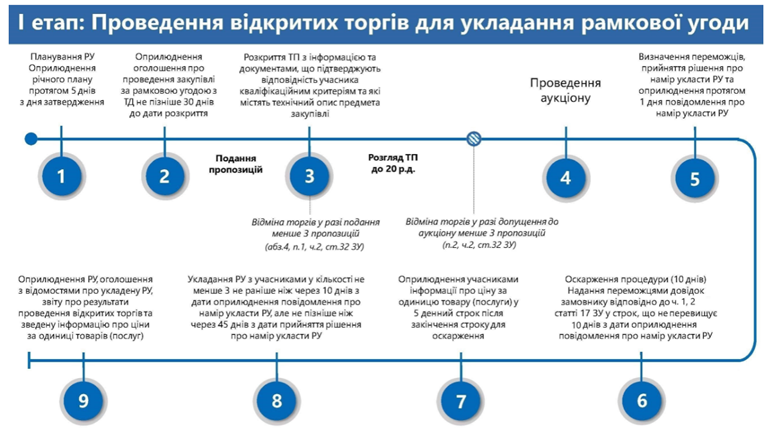 І етап: Проведення відкритих торгів для укладання рамкової угоди
Планування РУ
Оприлюднення
річного плану
протягом 5 днів
з дня затвердження
Оприлюднення
оголошення про
проведення закупівлі
за рамковою угодою з
ТД не пізніше 30 днів
до дати розкриття
Розкриття ТП з інформацією та
документами, що підтверджують
відповідність учасника
кваліфікаційним критеріям та які
містять технічний опис предмета
закупівлі
Проведення
аукціону
Визначення переможців,
прийняття рішення про
намір укласти РУ та
оприлюднення протягом
1 дня повідомлення про
намір укласти РУ
1
2
Подання
пропозицій
3
Розгляд ТП
до 20 р.д.
4
5
Відміна торгів у разі подання
менше 3 пропозицій
(абз.4, п.1, ч.2, ст.32 ЗУ)
Відміна торгів у разі допущення до
аукціону менше 3 пропозицій
(п.2, ч.2, ст.32 ЗУ)
Оприлюднення РУ, оголошення
з відомостями про укладену РУ,
звіту про результати
проведення відкритих торгів та
зведену інформацію про ціни
за одиниці товарів (послуг)
Укладання РУ з учасниками у кількості не
менше 3 не раніше ніж через 10 днів з
дати оприлюднення повідомлення про
намір укласти РУ, але не пізніше ніж
через 45 днів з дати прийняття рішення
про намір укласти РУ
Оприлюднення учасниками
інформації про ціну за
одиницю товару (послуги) у
5 денний строк після
закінчення строку для
оскарження
Оскарження процедури (10 днів)
Надання переможцями довідок
замовнику відповідно до ч. 1, 2
статті 17 ЗУ у строк, що не перевищує
10 днів з дати оприлюднення
повідомлення про намір укласти РУ
9
8
7
6